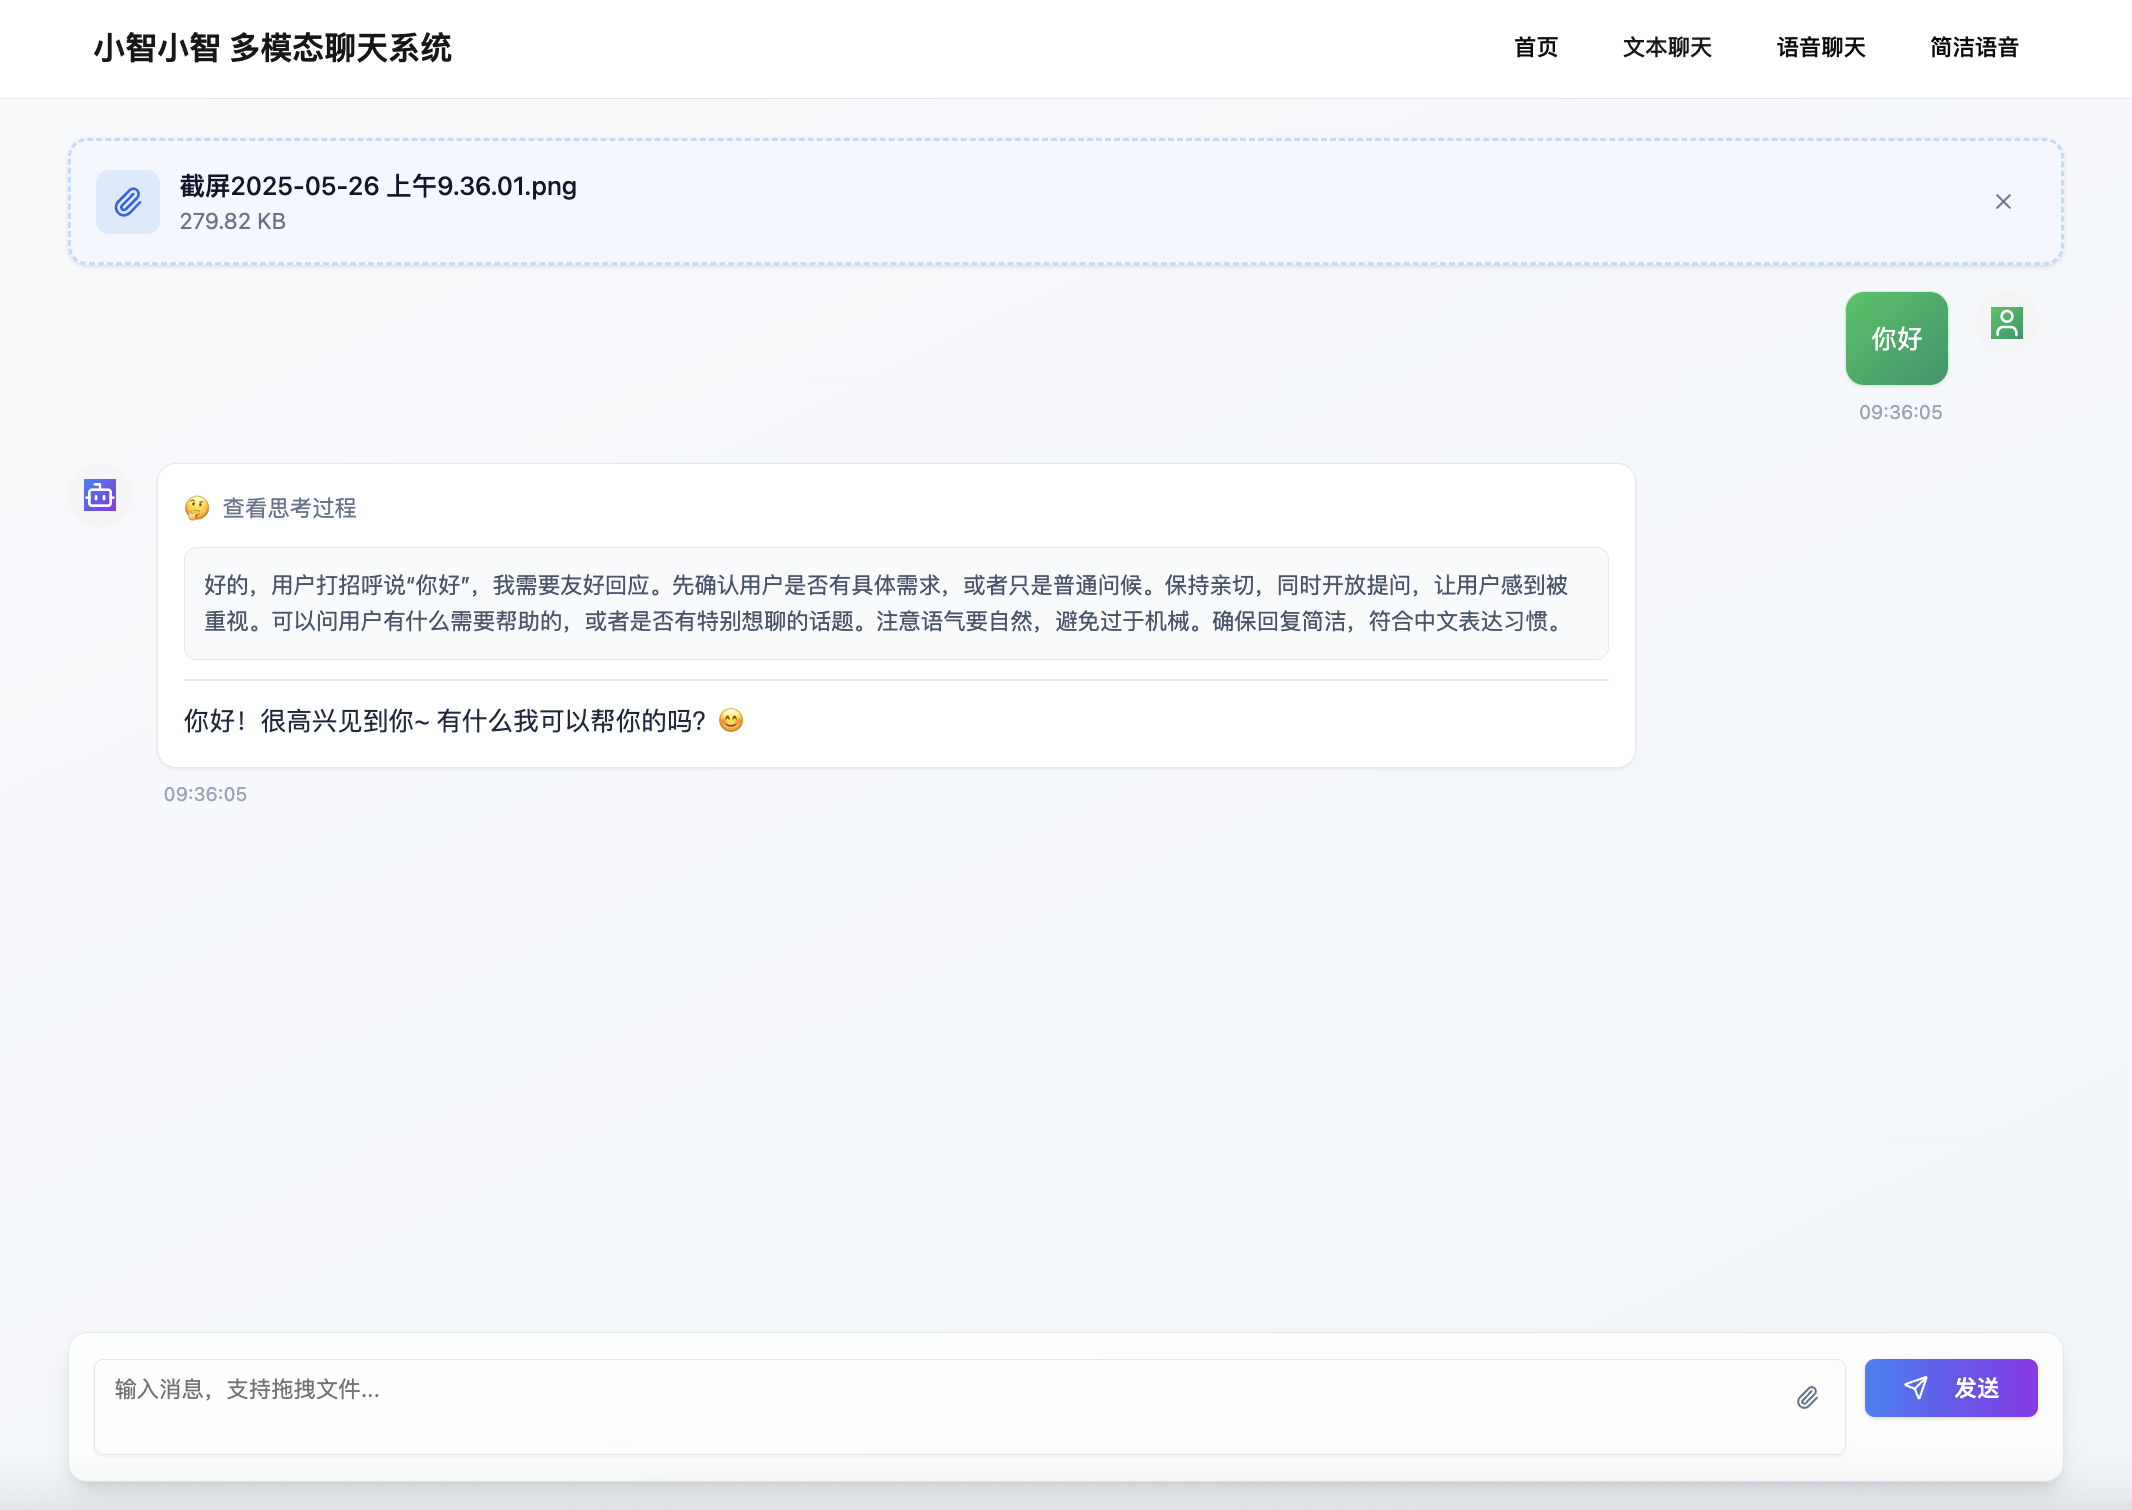 小智小智 多模态聊天系统
首页
文本聊天
语音聊天
简洁语音
截屏2025-05-26 上午9.36.01.png
279.82 KB
你好
09:36:05
🤔 查看思考过程
好的，用户打招呼说“你好”，我需要友好回应。先确认用户是否有具体需求，或者只是普通问候。保持亲切，同时开放提问，让用户感到被
重视。可以问用户有什么需要帮助的，或者是否有特别想聊的话题。注意语气要自然，避免过于机械。确保回复简洁，符合中文表达习惯。
你好！很高兴见到你~ 有什么我可以帮你的吗？😊
09:36:05
输入消息，支持拖拽文件...
发送